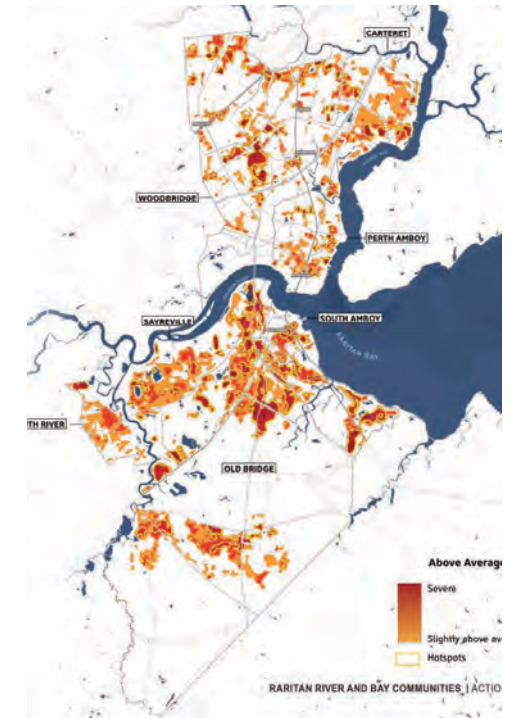 CARTERET
WOODBRIDGE
PERTH AMBOY
SAYREVILLE
SOUTH AMBOY
RARITAN BAY
TH RIVER
OLD BRIDGE
Above Average
Severe
Slightly above av
Hotspots
RARITAN RIVER AND BAY COMMUNITIES | ACTIO